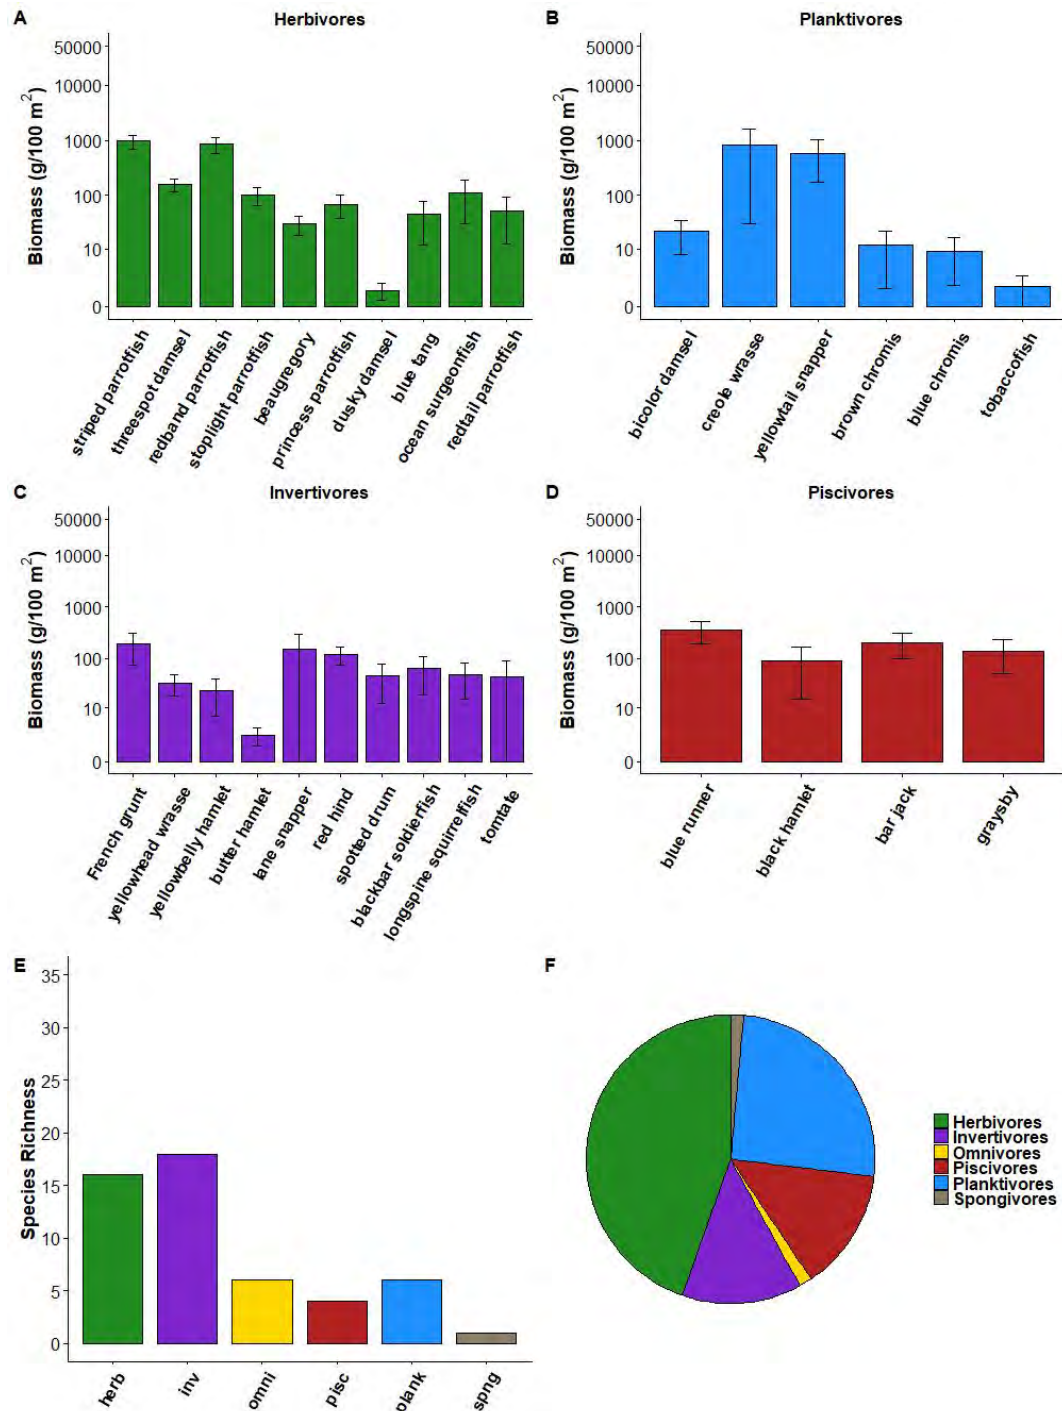 A
Herbivores
Biomass (g/100 m²)
50000
10000
1000
100
10
0
striped parrotfish
threespot damsel
redband parrotfish
stoplight parrotfish
beaugregory
princess parrotfish
dusky damsel
blue tang
ocean surgeonfish
redtail parrotfish
B
Planktivores
Biomass (g/100 m²)
50000
10000
1000
100
10
0
bicolor damsel
creole wrasse
yellowtail snapper
brown chromis
blue chromis
tobaccofish
C
Invertivores
Biomass (g/100 m²)
50000
10000
1000
100
10
0
French grunt
yellowhead wrasse
yellowbelly hamlet
butter hamlet
lane snapper
red hind
spotted drum
blackbar soldierfish
longspine squirrelfish
tomtate
D
Piscivores
Biomass (g/100 m²)
50000
10000
1000
100
10
0
blue runner
black hamlet
bar jack
graysby
E
Species Richness
35
30
25
20
15
10
5
0
herb
inv
omni
pisc
plank
spng
F
Herbivores
Invertivores
Omnivores
Piscivores
Planktivores
Spongivores